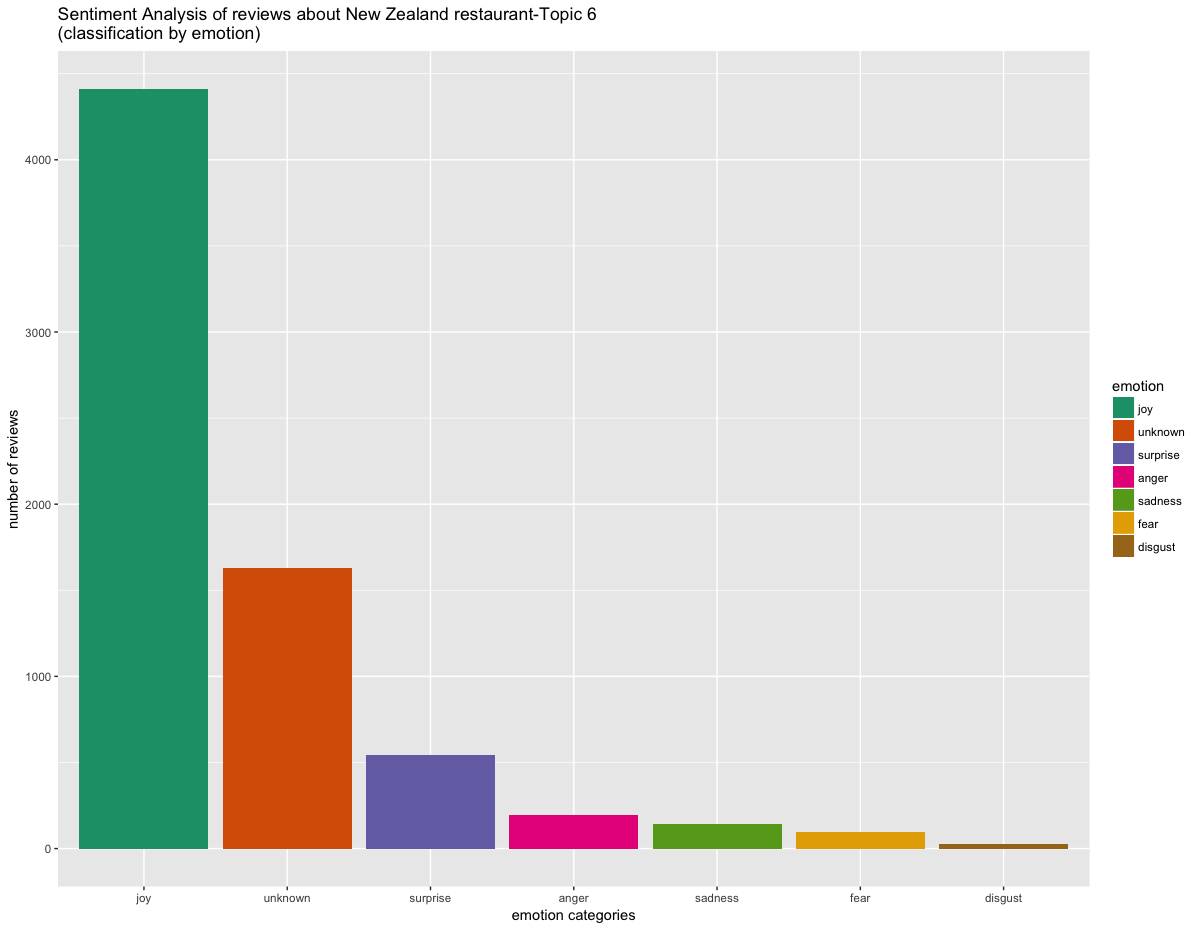 Sentiment Analysis of reviews about New Zealand restaurant-Topic 6
(classification by emotion)
number of reviews
4000
3000
2000
1000
0
joy
unknown
surprise
anger
sadness
fear
disgust
emotion categories
emotion
joy
unknown
surprise
anger
sadness
fear
disgust